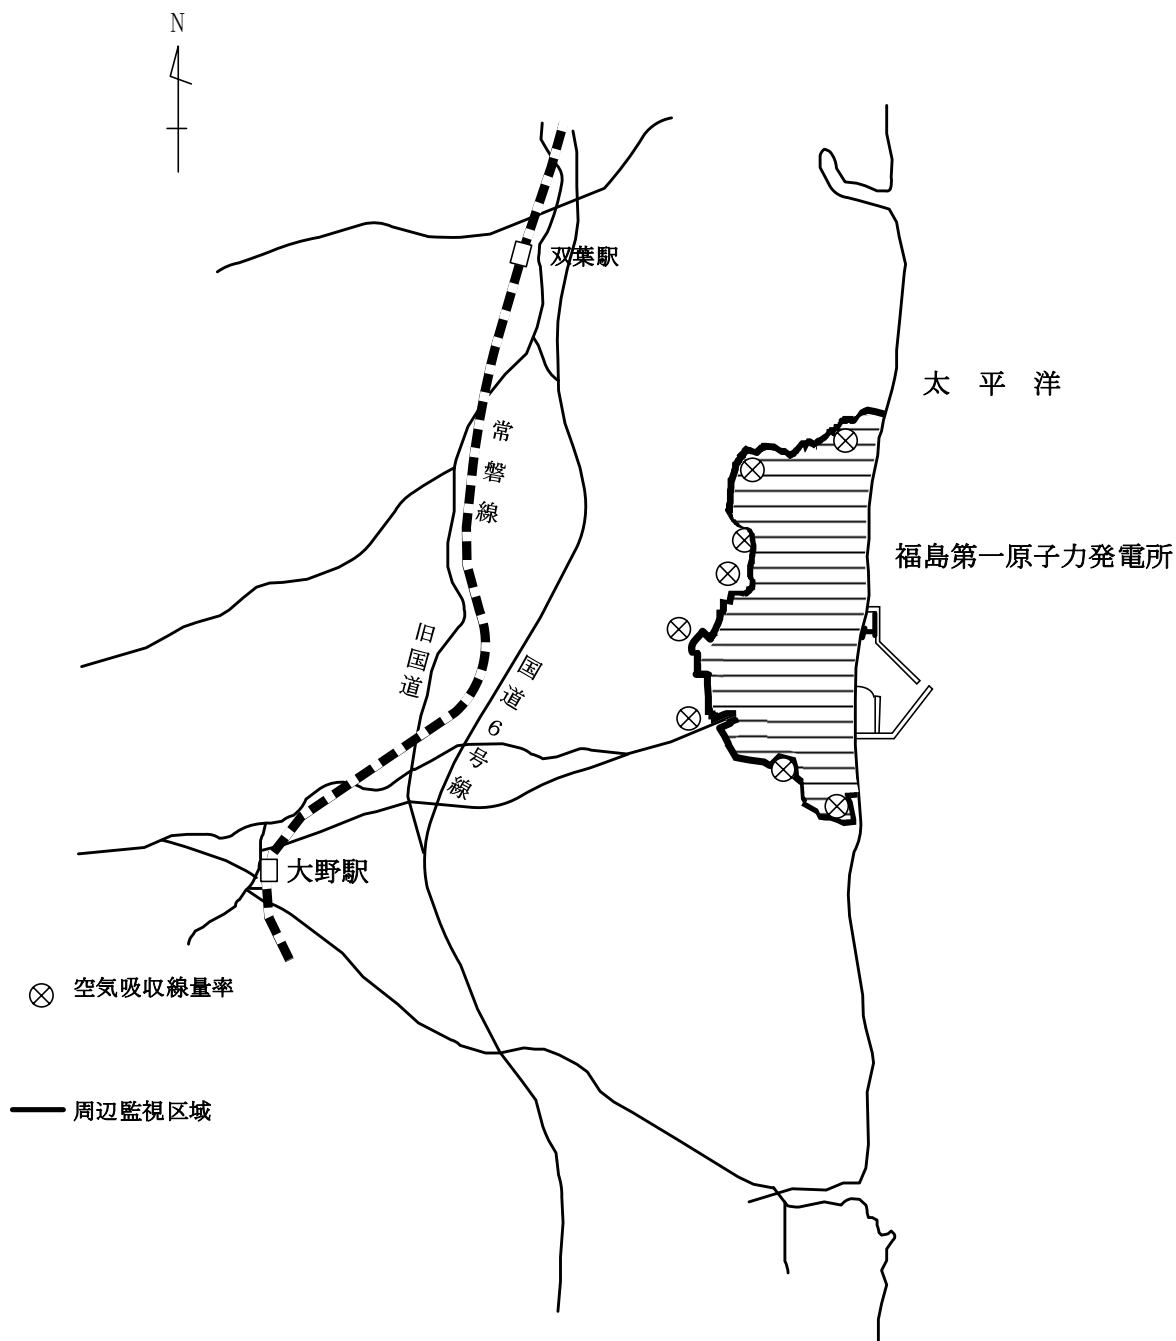 N
双葉駅
太平洋
常磐線
福島第一原子力発電所
旧国道
国道6号線
大野駅
空気吸収線量率
周辺監視区域